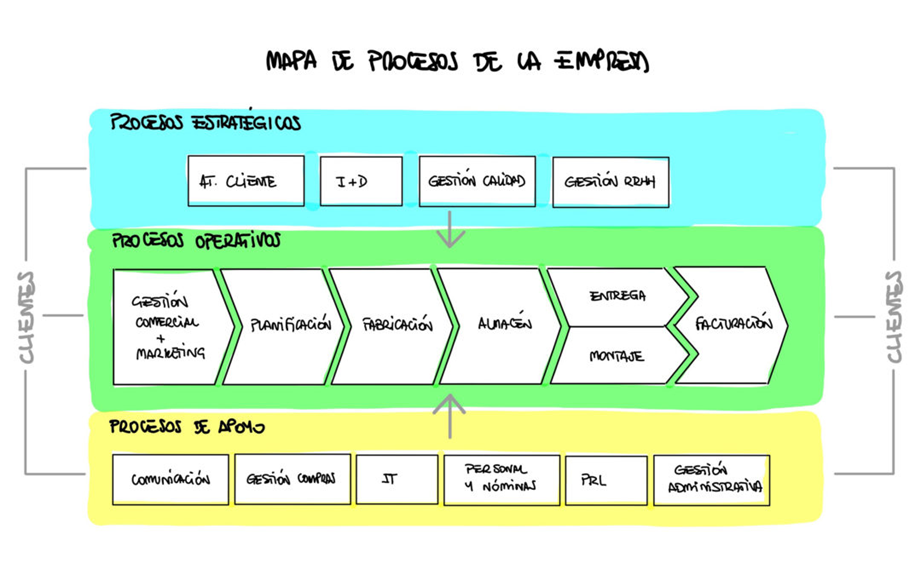 MAPA DE PROCESOS DE LA EMPRESA
PROCESOS ESTRATÉGICOS
AT. CLIENTE
I+D
GESTIÓN CALIDAD
GESTIÓN RRHH
PROCESOS OPERATIVOS
GESTIÓN
COMERCIAL
+
MARKETING
PLANIFICACIÓN
FABRICACIÓN
ALMACÉN
ENTREGA
MONTAJE
FACTURACIÓN
PROCESOS DE APOYO
COMUNICACIÓN
GESTIÓN COMPRAS
IT
PERSONAL
Y NÓMINAS
PRL
GESTIÓN
ADMINISTRATIVA
CLIENTES
CLIENTES